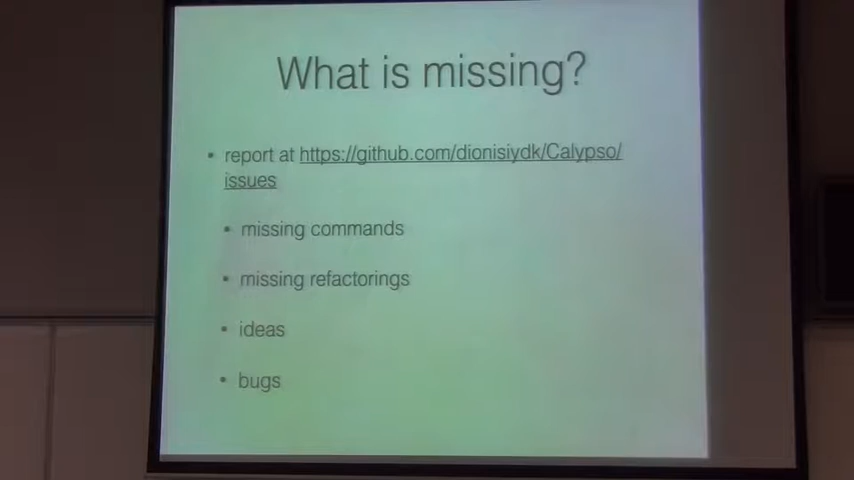 What is missing?
• report at https://github.com/dionisiydk/Calypso/
issues
• missing commands
• missing refactorings
• ideas
• bugs